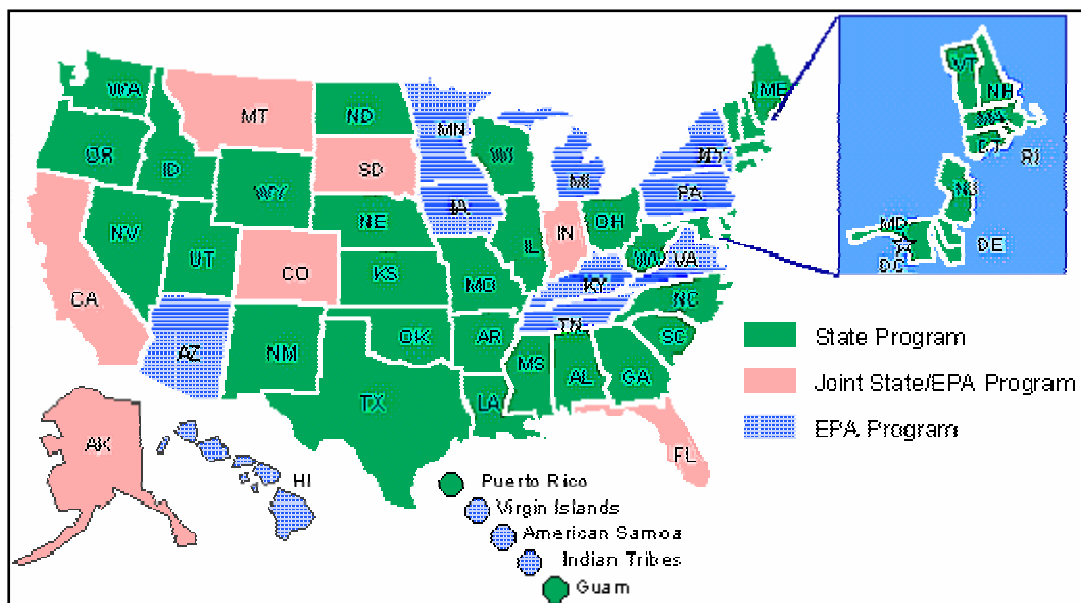 WA
MT
ND
MN
ME
OR
ID
SD
WI
NY
WY
MI
IA
PA
NE
NV
UT
CO
IL
IN
OH
WV
VA
CA
KS
MO
KY
NC
AZ
NM
OK
AR
TN
SC
TX
LA
MS
AL
GA
FL
AK
HI
VT
NH
MA
CT
RI
NJ
MD
DE
DC
State Program
Joint State/EPA Program
EPA Program
Puerto Rico
Virgin Islands
American Samoa
Indian Tribes
Guam